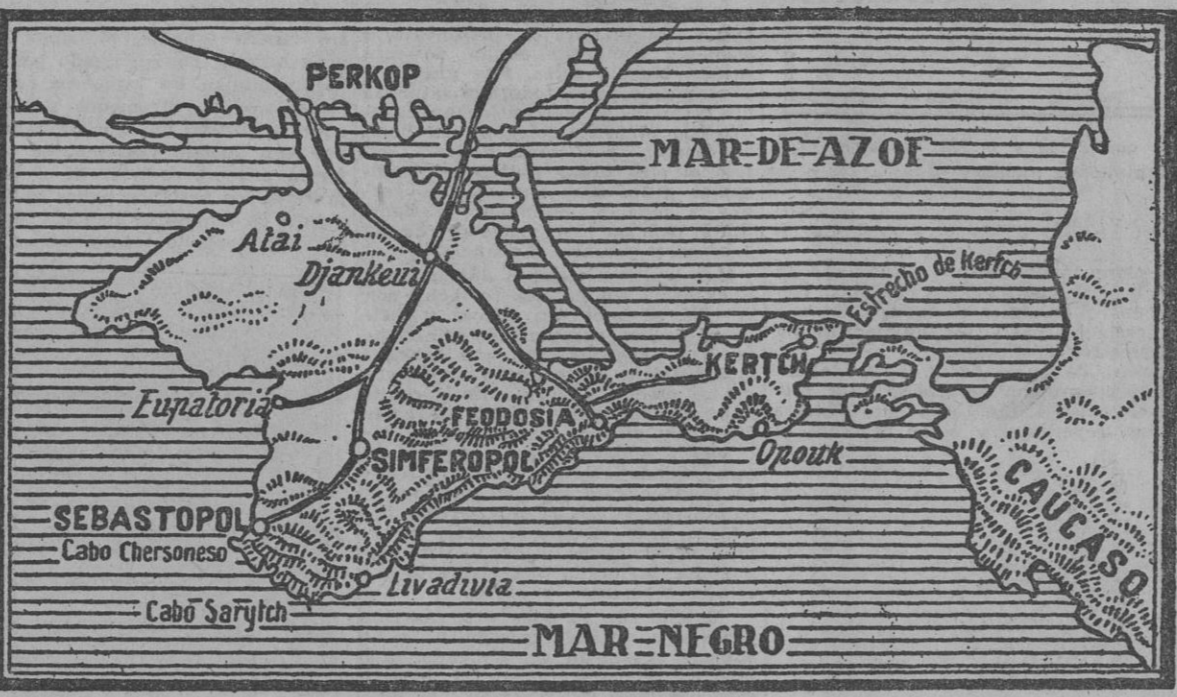 PERKOP
MAR-DE-AZOF
Atai
Djankeui
Estrecho de Kertch
KERTCH
Eupatoria
FEODOSIA
SIMFEROPOL
Opouk
CAUCASO
SEBASTOPOL
Cabo Chersoneso
Livadivia
Cabo Sarytch
MAR-NEGRO